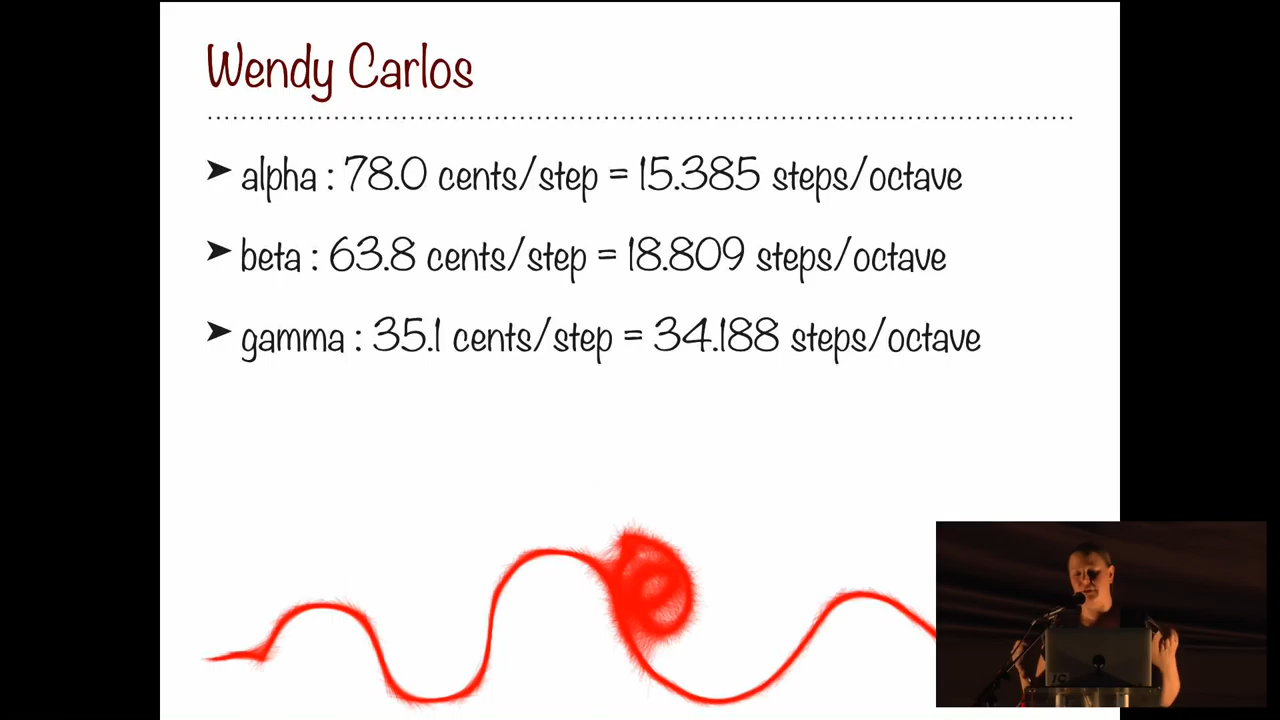 Wendy Carlos
➤ alpha : 78.0 cents/step = 15.385 steps/octave
➤ beta : 63.8 cents/step = 18.809 steps/octave
➤ gamma : 35.1 cents/step = 34.188 steps/octave